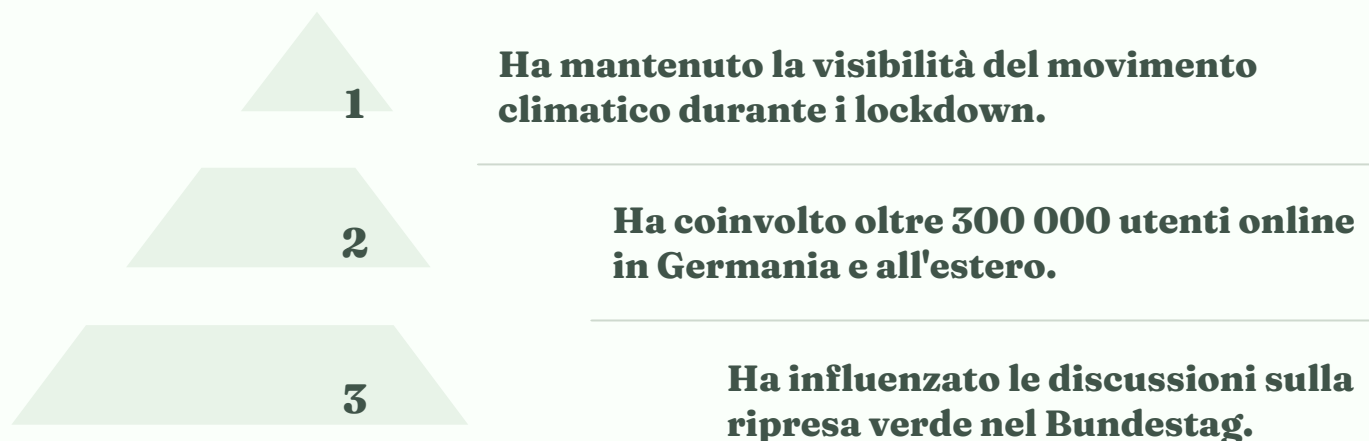 1
Ha mantenuto la visibilità del movimento
climatico durante i lockdown.
2
Ha coinvolto oltre 300 000 utenti online
in Germania e all'estero.
3
Ha influenzato le discussioni sulla
ripresa verde nel Bundestag.